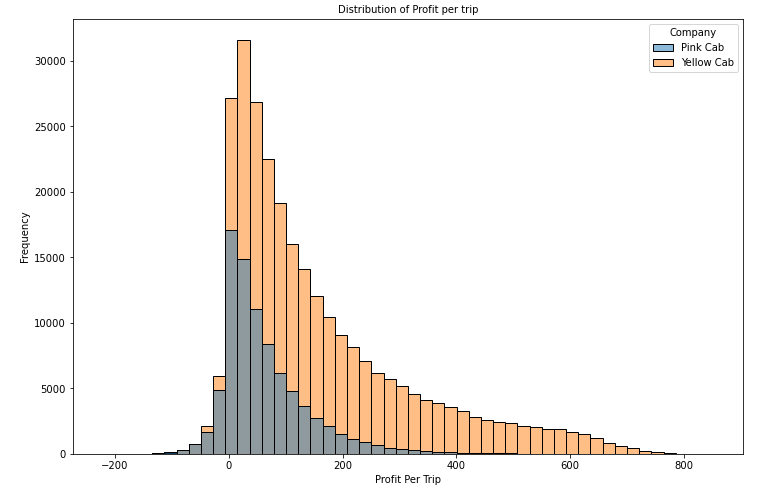 Distribution of Profit per trip
Company
Pink Cab
Yellow Cab
30000
25000
20000
15000
10000
5000
0
Frequency
−200
0
200
400
600
800
Profit Per Trip